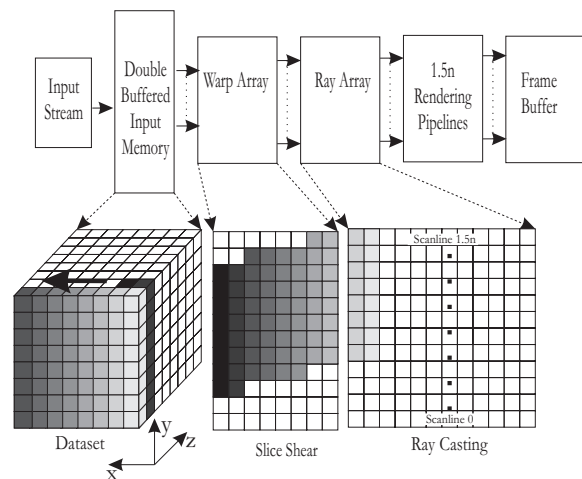 Input
Stream
Double
Buffered
Input
Memory
Warp Array
Ray Array
1.5n
Rendering
Pipelines
Frame
Buffer
Scanline 1.5n
Scanline 0
Dataset
y
z
x
Slice Shear
Ray Casting